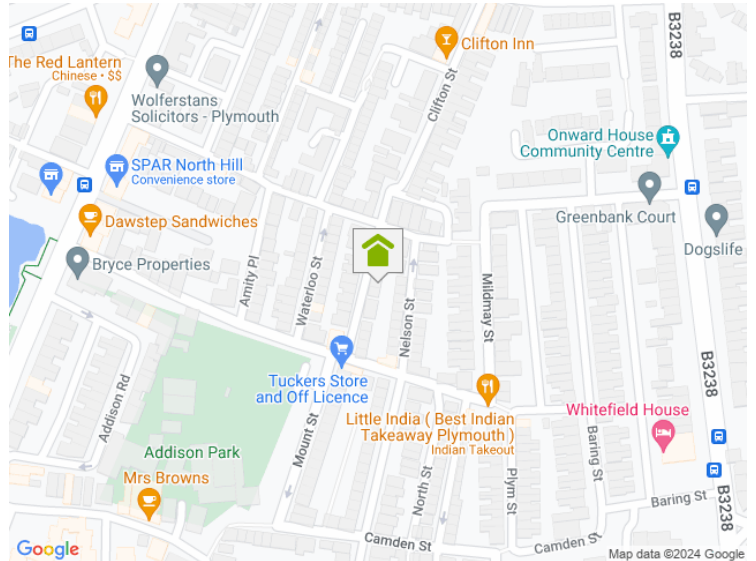 B3238
Clifton Inn
The Red Lantern
Chinese • $$
Clifton St
Wolferstans
Solicitors - Plymouth
Onward House
Community Centre
SPAR North Hill
Convenience store
Greenbank Court
Dawstep Sandwiches
Dogslife
Bryce Properties
Amity Pl
Waterloo St
Mildmay St
Nelson St
B3238
Addison Rd
Tuckers Store
and Off Licence
Mount St
Little India ( Best Indian
Takeaway Plymouth )
Indian Takeout
Whitefield House
B3238
Addison Park
Mrs Browns
North St
Plym St
Baring St
Baring St
Camden St
Camden St
Google
Map data ©2024 Google